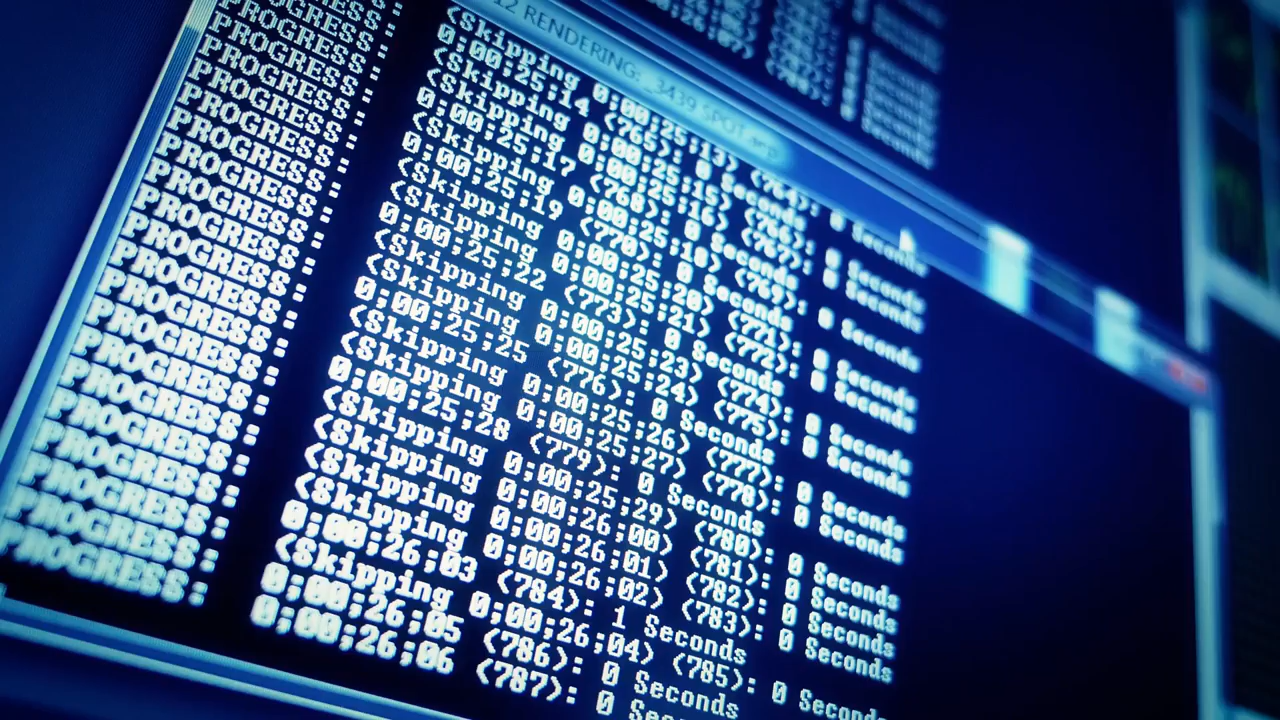 12 RENDERING: _3439 SPOT.aep
PROGRESS: (Skipping 0;00;25;13) (764): 0 Seconds
PROGRESS: 0;00;25;14 (765): 0 Seconds
PROGRESS: (Skipping 0;00;25;15) (766): 0 Seconds
PROGRESS: (Skipping 0;00;25;16) (767): 0 Seconds
PROGRESS: 0;00;25;17 (768): 0 Seconds
PROGRESS: (Skipping 0;00;25;18) (769): 0 Seconds
PROGRESS: 0;00;25;19 (770): 0 Seconds
PROGRESS: (Skipping 0;00;25;20) (771): 0 Seconds
PROGRESS: (Skipping 0;00;25;21) (772): 0 Seconds
PROGRESS: 0;00;25;22 (773): 0 Seconds
PROGRESS: (Skipping 0;00;25;23) (774): 0 Seconds
PROGRESS: (Skipping 0;00;25;24) (775): 0 Seconds
PROGRESS: 0;00;25;25 (776): 0 Seconds
PROGRESS: (Skipping 0;00;25;26) (777): 0 Seconds
PROGRESS: (Skipping 0;00;25;27) (778): 0 Seconds
PROGRESS: 0;00;25;28 (779): 0 Seconds
PROGRESS: (Skipping 0;00;25;29) (780): 0 Seconds
PROGRESS: (Skipping 0;00;26;00) (781): 0 Seconds
PROGRESS: (Skipping 0;00;26;01) (782): 0 Seconds
PROGRESS: (Skipping 0;00;26;02) (783): 0 Seconds
PROGRESS: 0;00;26;03 (784): 1 Seconds
PROGRESS: (Skipping 0;00;26;04) (785): 0 Seconds
PROGRESS: 0;00;26;05 (786): 0 Seconds
PROGRESS: 0;00;26;06 (787): 0 Seconds